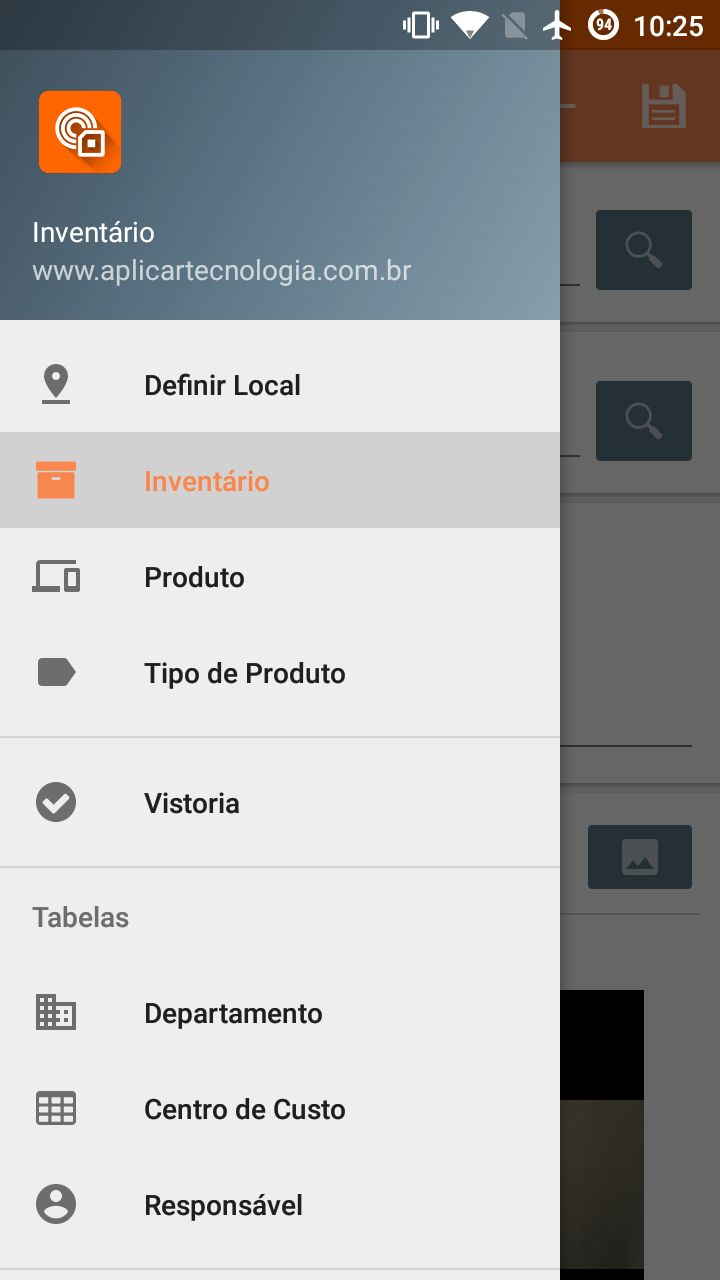 94 10:25
Inventário
www.aplicartecnologia.com.br
Definir Local
Inventário
Produto
Tipo de Produto
Vistoria
Tabelas
Departamento
Centro de Custo
Responsável